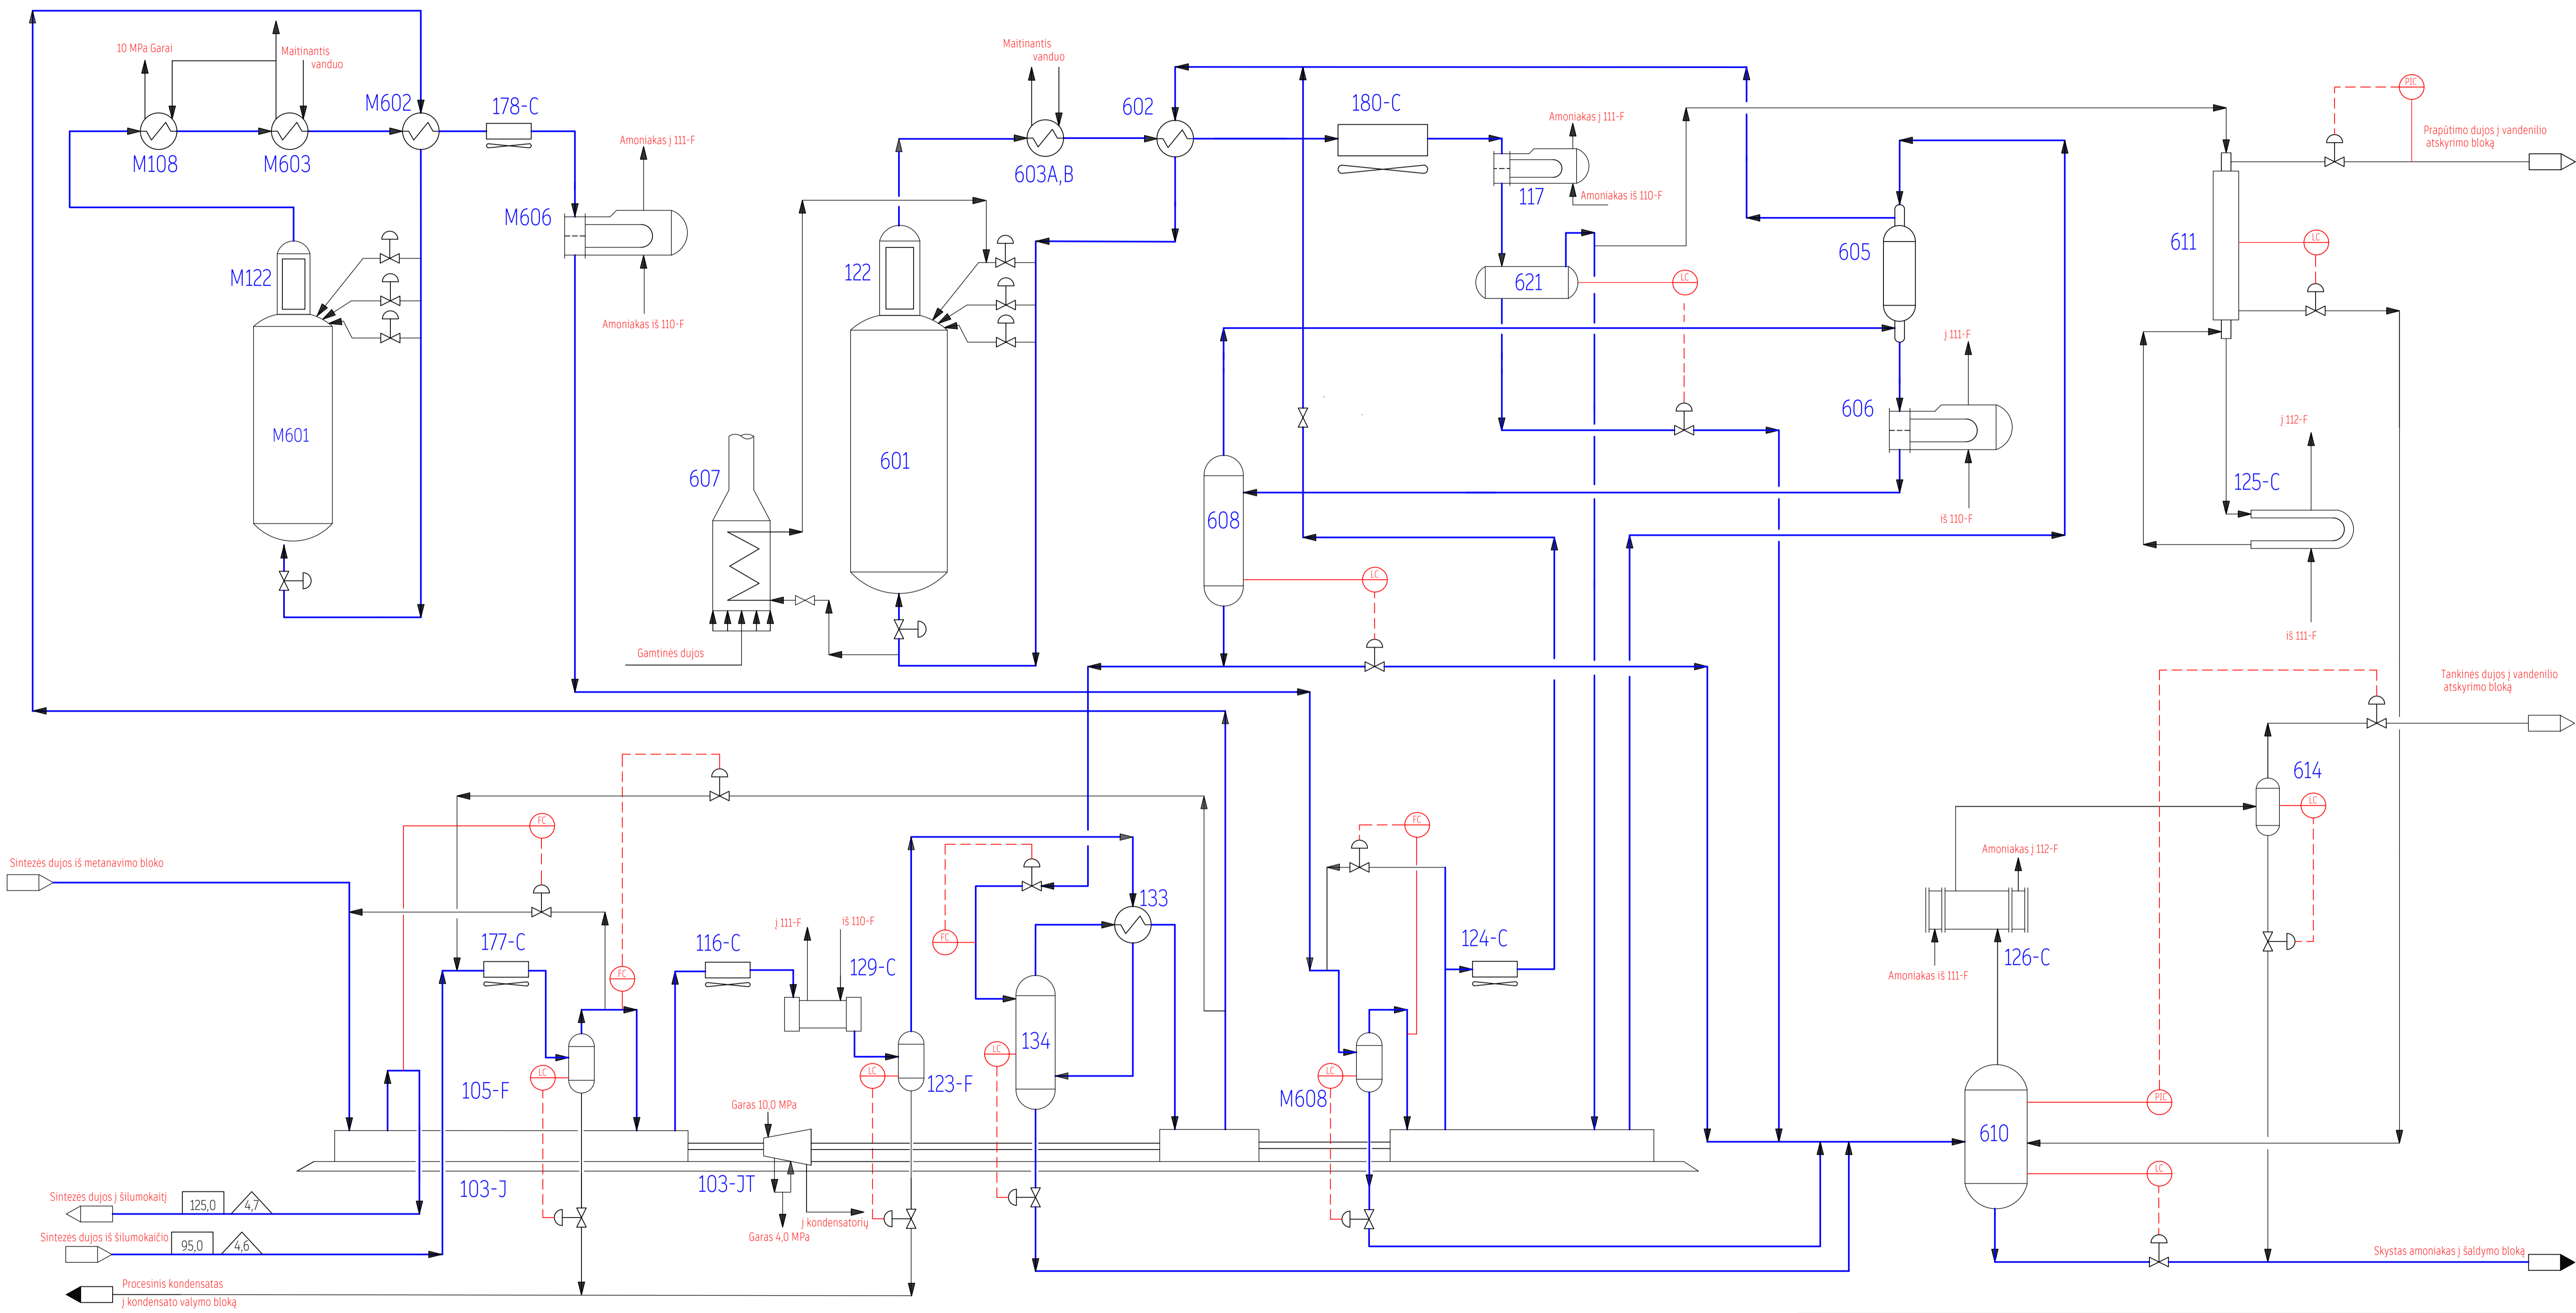 10 MPa Garai
Maitinantis
vanduo
M602
178-C
M108
M603
M122
M601
Amoniakas į 111-F
M606
Amoniakas iš 110-F
Maitinantis
vanduo
602
603A,B
180-C
Amoniakas į 111-F
117
Amoniakas iš 110-F
122
601
607
Gamtinės dujos
621
LC
605
į 111-F
606
iš 110-F
608
LC
PIC
Prapūtimo dujos į vandenilio
atskyrimo bloką
611
LC
į 112-F
125-C
iš 111-F
Tankinės dujos į vandenilio
atskyrimo bloką
614
LC
Amoniakas į 112-F
126-C
Amoniakas iš 111-F
PIC
610
LC
Skystas amoniakas į šaldymo bloką
Sintezės dujos iš metanavimo bloko
FC
177-C
FC
105-F
LC
116-C
į 111-F
iš 110-F
129-C
LC
123-F
FC
133
LC
134
FC
124-C
LC
M608
103-J
Garas 10,0 MPa
103-JT
į kondensatorių
Garas 4,0 MPa
Sintezės dujos į šilumokaitį
125,0
4,7
Sintezės dujos iš šilumokaičio
95,0
4,6
Procesinis kondensatas
į kondensato valymo bloką